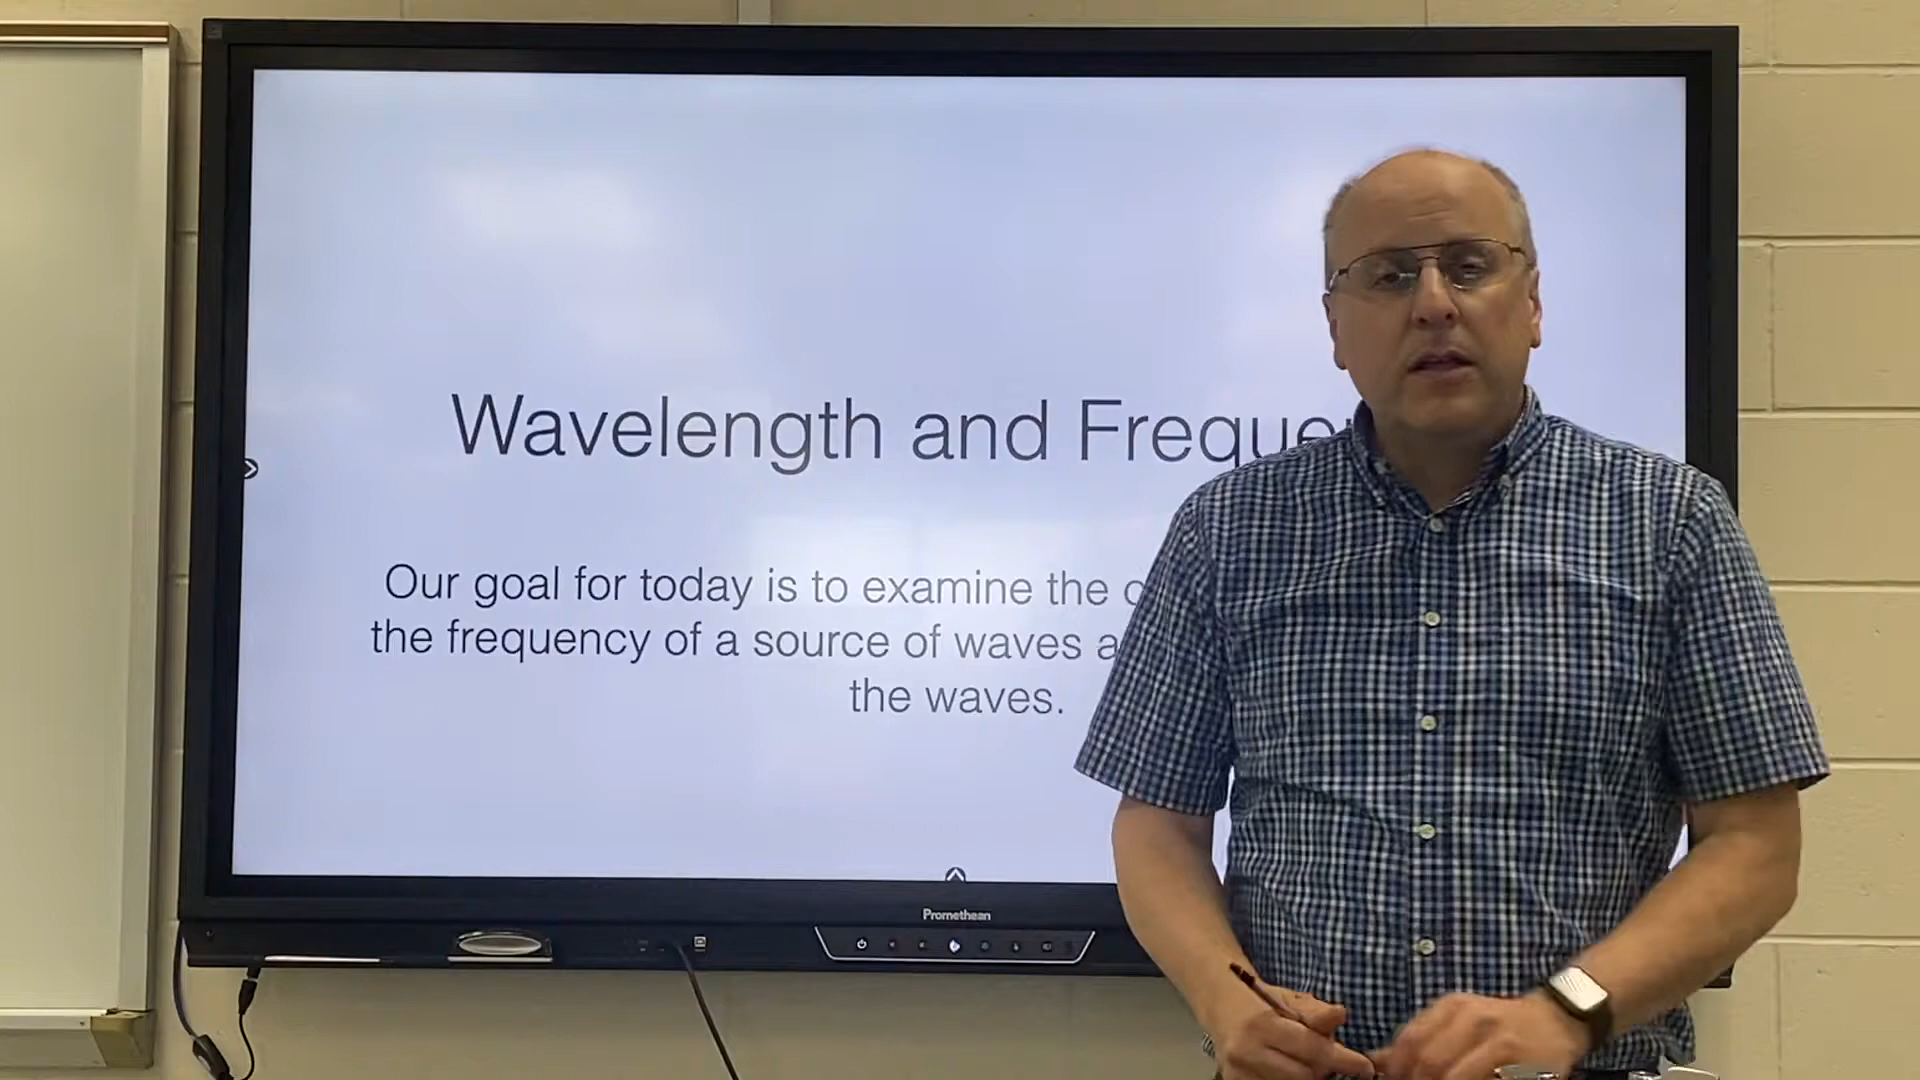 Wavelength and Freque
Our goal for today is to examine the
the frequency of a source of waves a
the waves.
Promethean